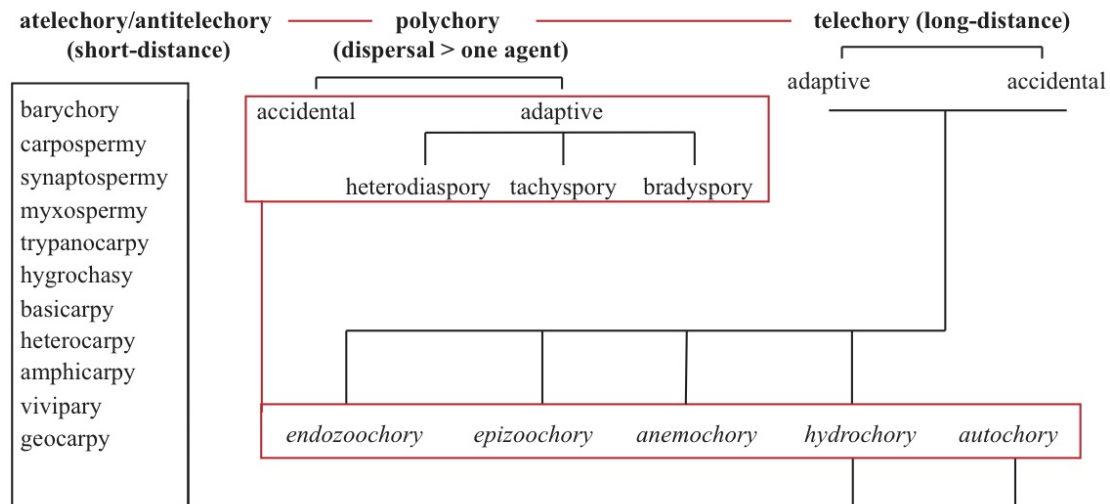 atelechory/antitelechory
(short-distance)
polychory
(dispersal > one agent)
telechory (long-distance)
adaptive
accidental
barychory
carpospermy
synaptospermy
myxospermy
trypanocarpy
hygrochasy
basicarpy
heterocarpy
amphicarpy
vivipary
geocarpy
accidental
adaptive
heterodiaspory
tachyspory
bradyspory
endozoochory
epizoochory
anemochory
hydrochory
autochory